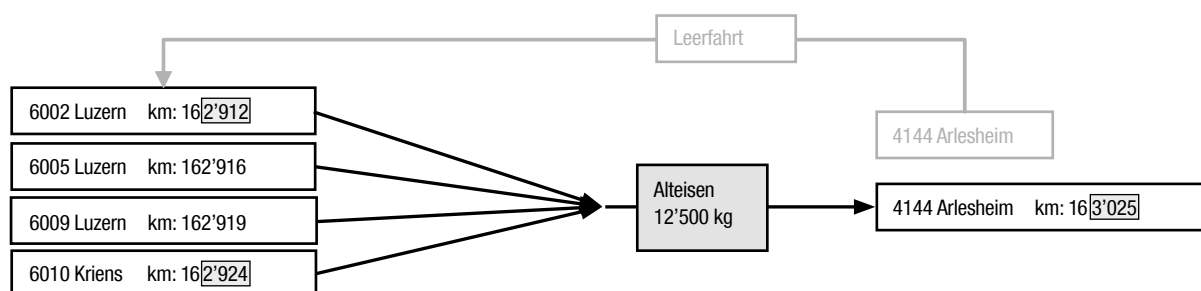 Leerfahrt
6002 Luzern km: 162’912
4144 Arlesheim
6005 Luzern km: 162’916
Alteisen
12’500 kg
4144 Arlesheim km: 163’025
6009 Luzern km: 162’919
6010 Kriens km: 162’924